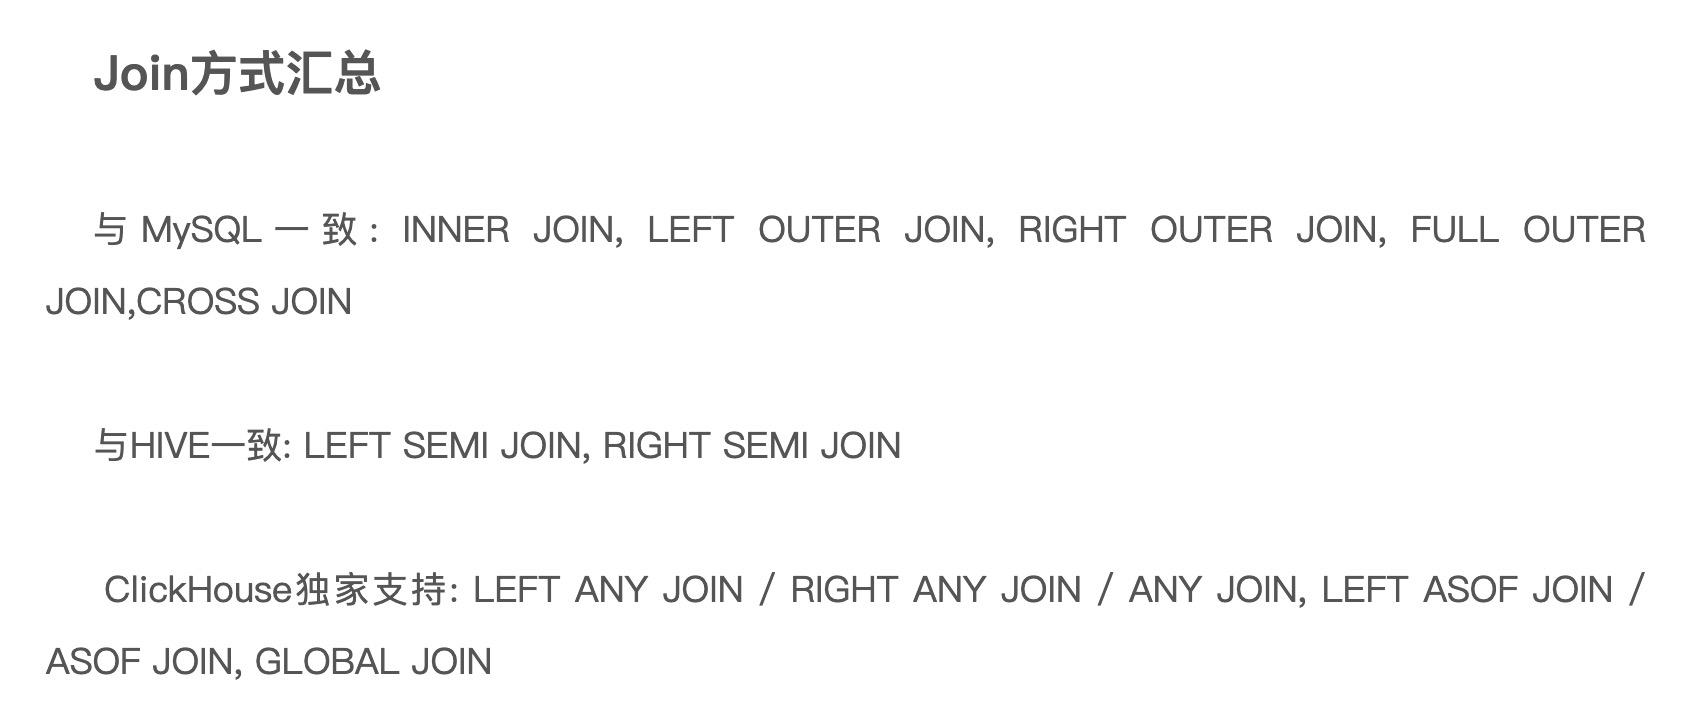 Join方式汇总
与MySQL一致: INNER JOIN, LEFT OUTER JOIN, RIGHT OUTER JOIN, FULL OUTER
JOIN,CROSS JOIN
与HIVE一致: LEFT SEMI JOIN, RIGHT SEMI JOIN
ClickHouse独家支持: LEFT ANY JOIN / RIGHT ANY JOIN / ANY JOIN, LEFT ASOF JOIN /
ASOF JOIN, GLOBAL JOIN